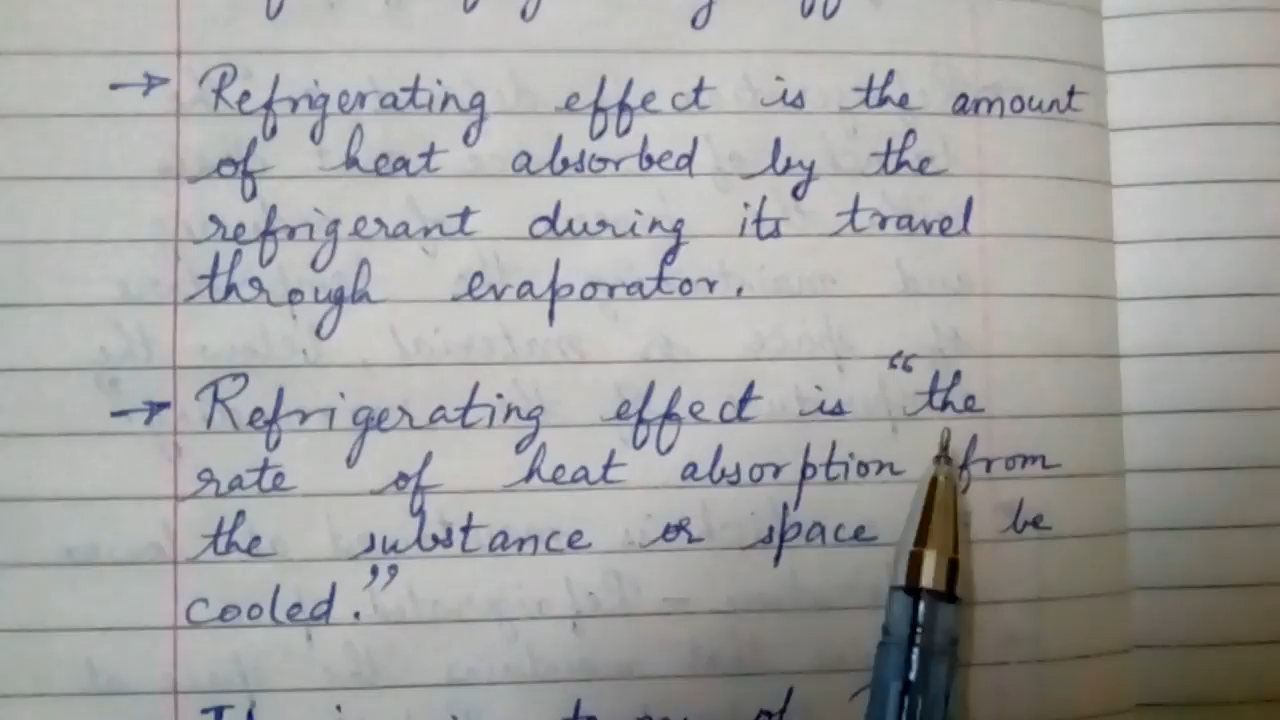 → Refrigerating effect is the amount
of heat absorbed by the
refrigerant during its travel
through evaporator.
→ Refrigerating effect is “the
rate of heat absorption from
the substance or space be
cooled.”